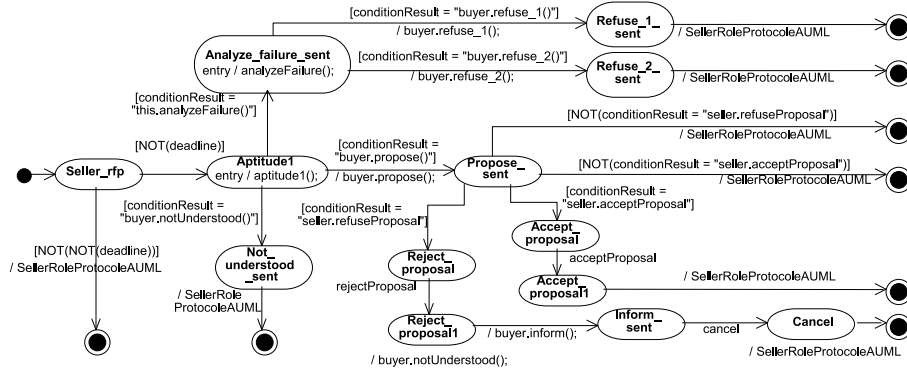 [conditionResult = "buyer.refuse_1()"]
/ buyer.refuse_1();
Refuse_1_
sent
/ SellerRoleProtocoleAUML
Analyze_failure_sent
entry / analyzeFailure();
[conditionResult = "buyer.refuse_2()"]
/ buyer.refuse_2();
Refuse_2_
sent
/ SellerRoleProtocoleAUML
[conditionResult =
"this.analyzeFailure()"]
[NOT(conditionResult = "seller.refuseProposal")]
/ SellerRoleProtocoleAUML
[NOT(deadline)]
[conditionResult =
"buyer.propose()"]
/ buyer.propose();
Seller_rfp
Aptitude1
entry / aptitude1();
Propose_
sent
[NOT(conditionResult = "seller.acceptProposal")]
/ SellerRoleProtocoleAUML
[conditionResult =
"buyer.notUnderstood()"]
[conditionResult =
"seller.refuseProposal"]
[conditionResult =
"seller.acceptProposal"]
[NOT(NOT(deadline))]
/ SellerRoleProtocoleAUML
Not_
understood
_sent
/ SellerRole
ProtocoleAUML
Reject_
proposal
rejectProposal
Accept_
proposal
acceptProposal
Accept_
proposal1
/ SellerRoleProtocoleAUML
Reject_
proposal1
/ buyer.notUnderstood();
/ buyer.inform();
Inform_
sent
cancel
Cancel
/ SellerRoleProtocoleAUML